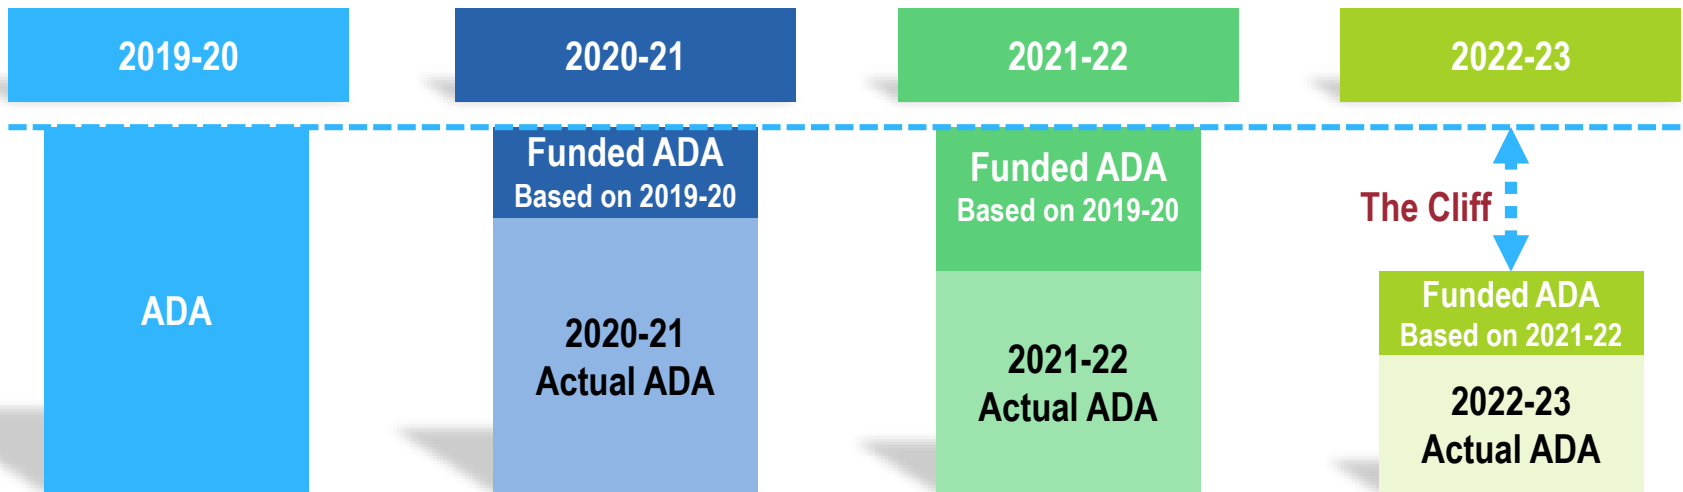 2019-20
2020-21
2021-22
2022-23
ADA
Funded ADA
Based on 2019-20
2020-21
Actual ADA
Funded ADA
Based on 2019-20
2021-22
Actual ADA
The Cliff
Funded ADA
Based on 2021-22
2022-23
Actual ADA